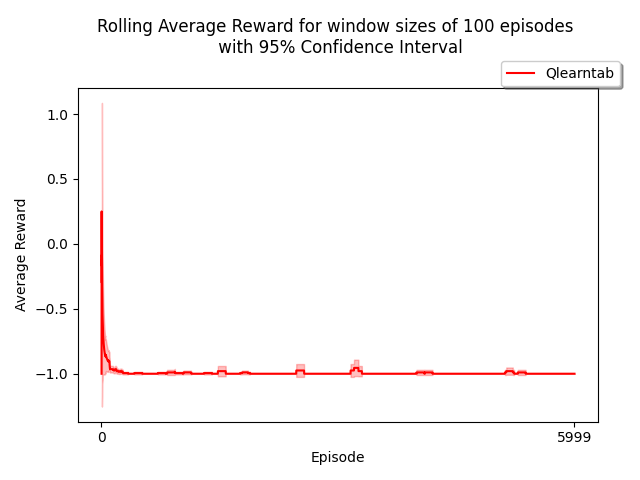 Rolling Average Reward for window sizes of 100 episodes
with 95% Confidence Interval
Qlearntab
1.0
0.5
0.0
−0.5
−1.0
Average Reward
0
5999
Episode